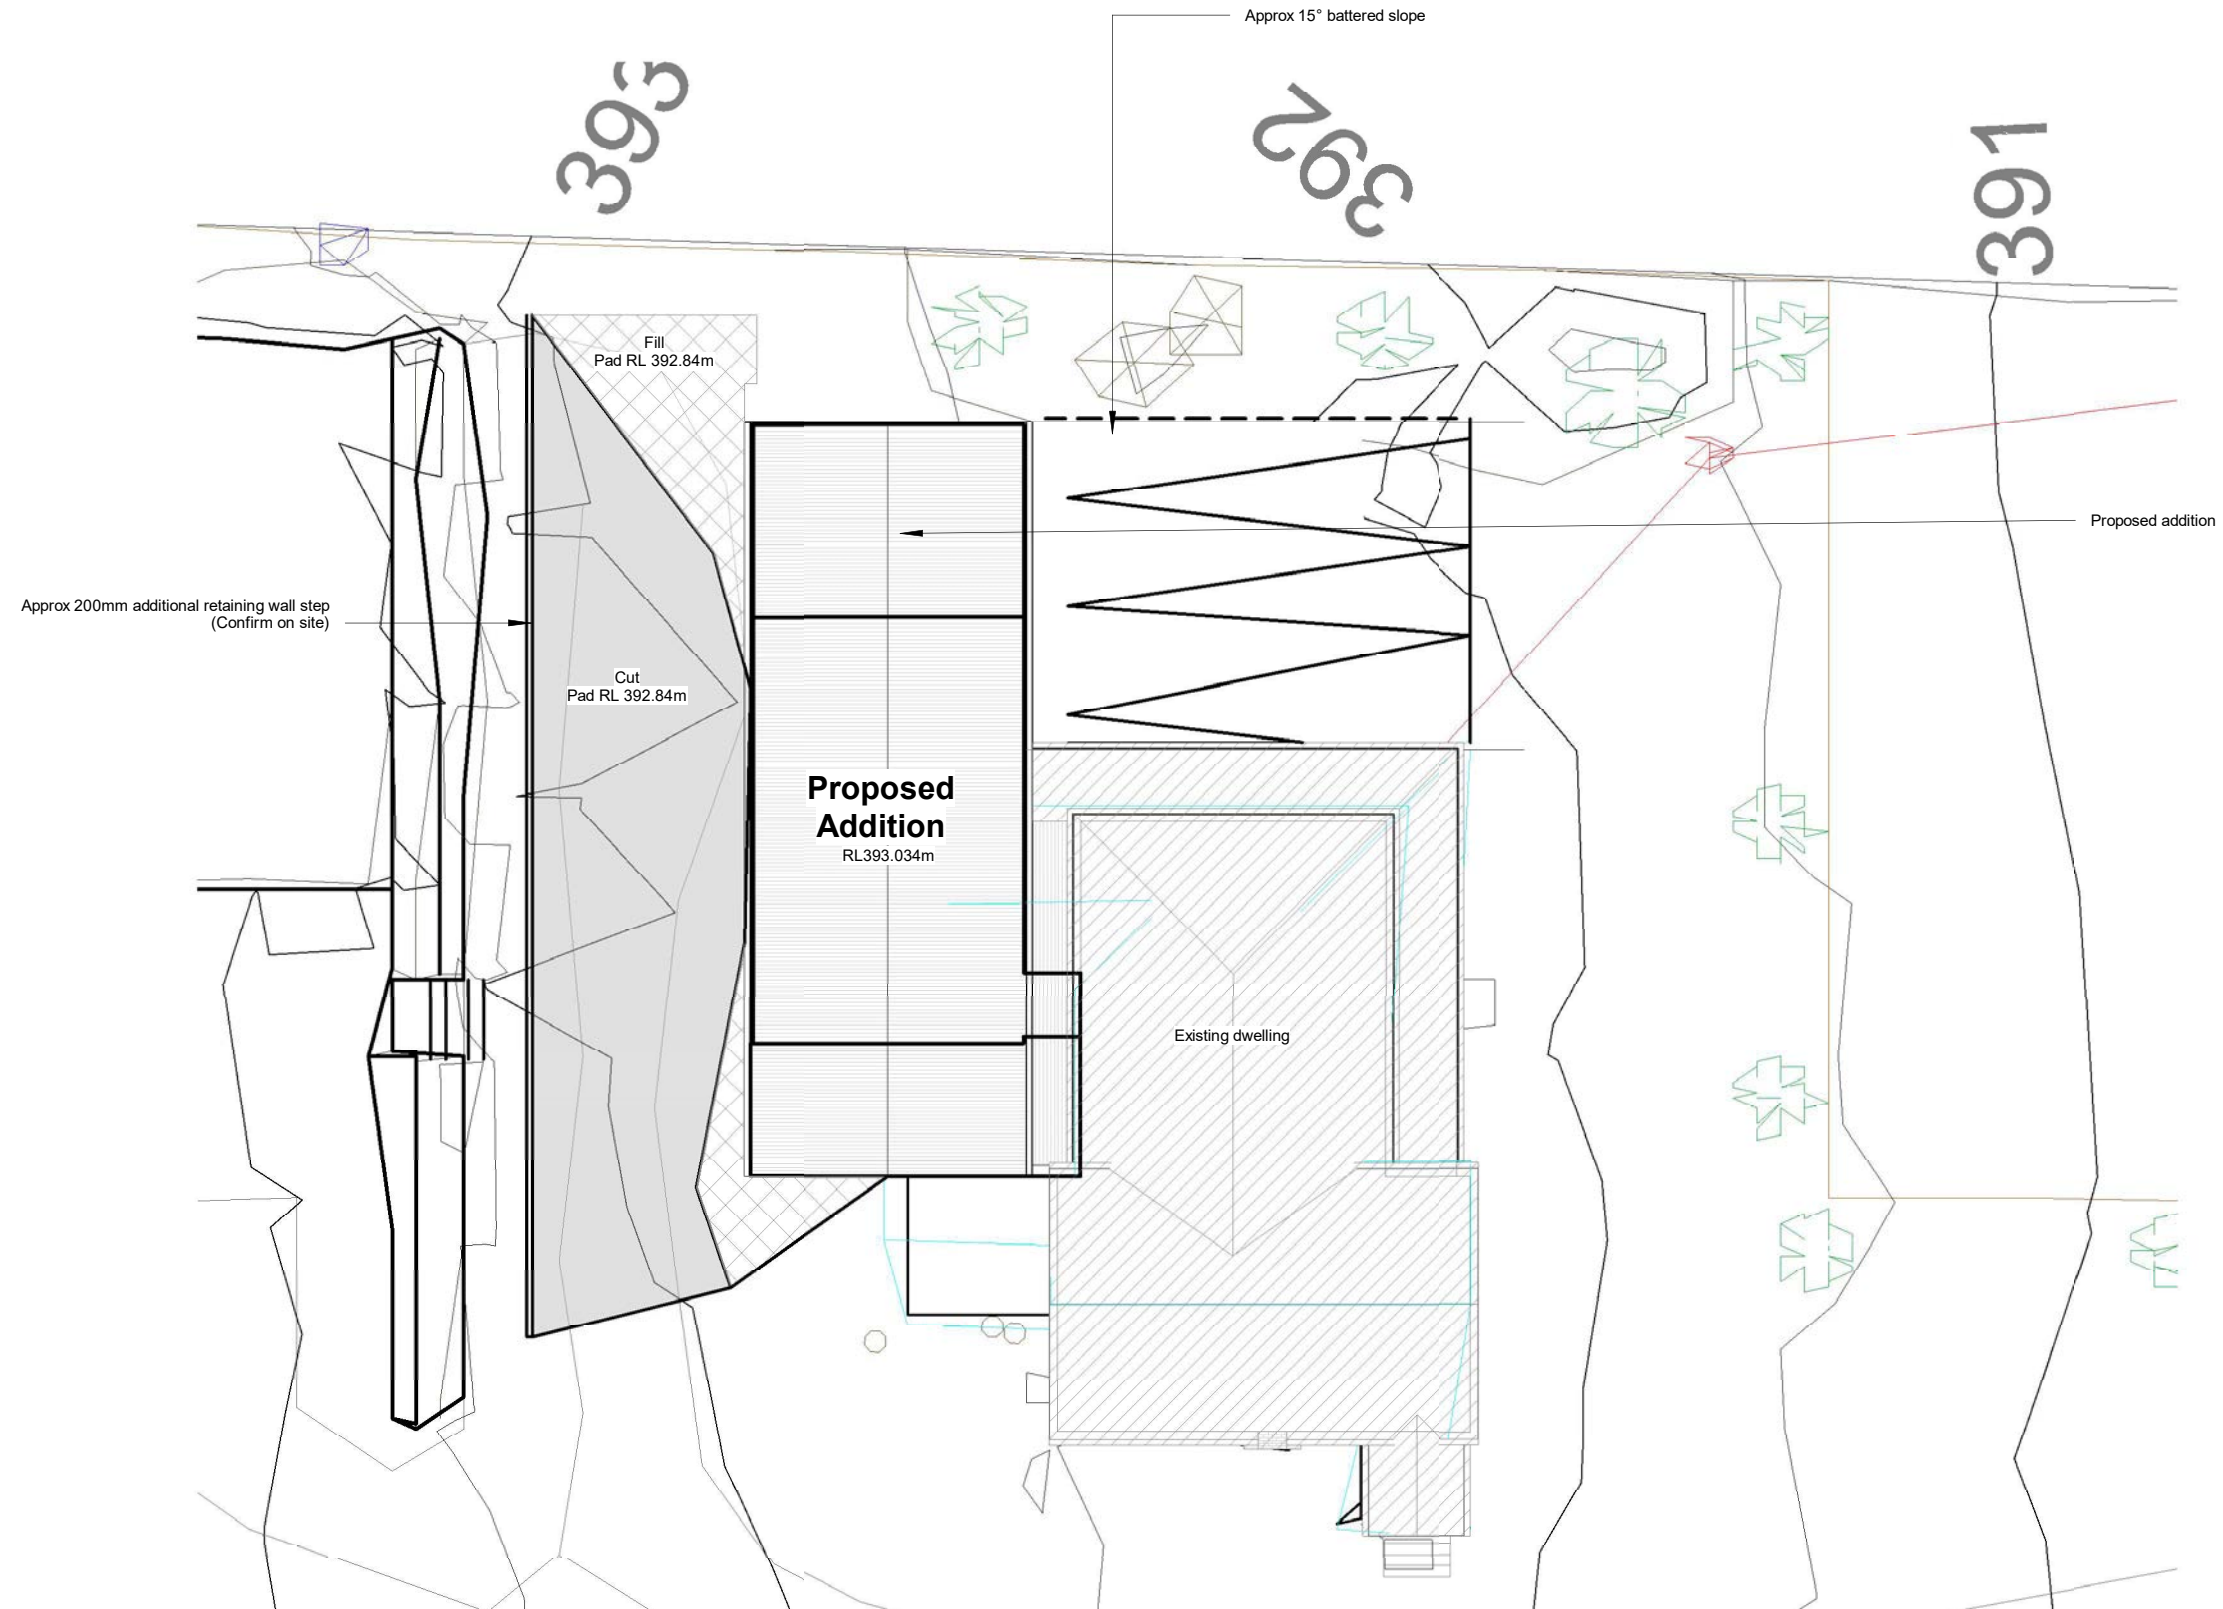 Approx 15° battered slope
393
392
391
Fill
Pad RL 392.84m
Proposed addition
Approx 200mm additional retaining wall step
(Confirm on site)
Cut
Pad RL 392.84m
Proposed
Addition
RL393.034m
Existing dwelling